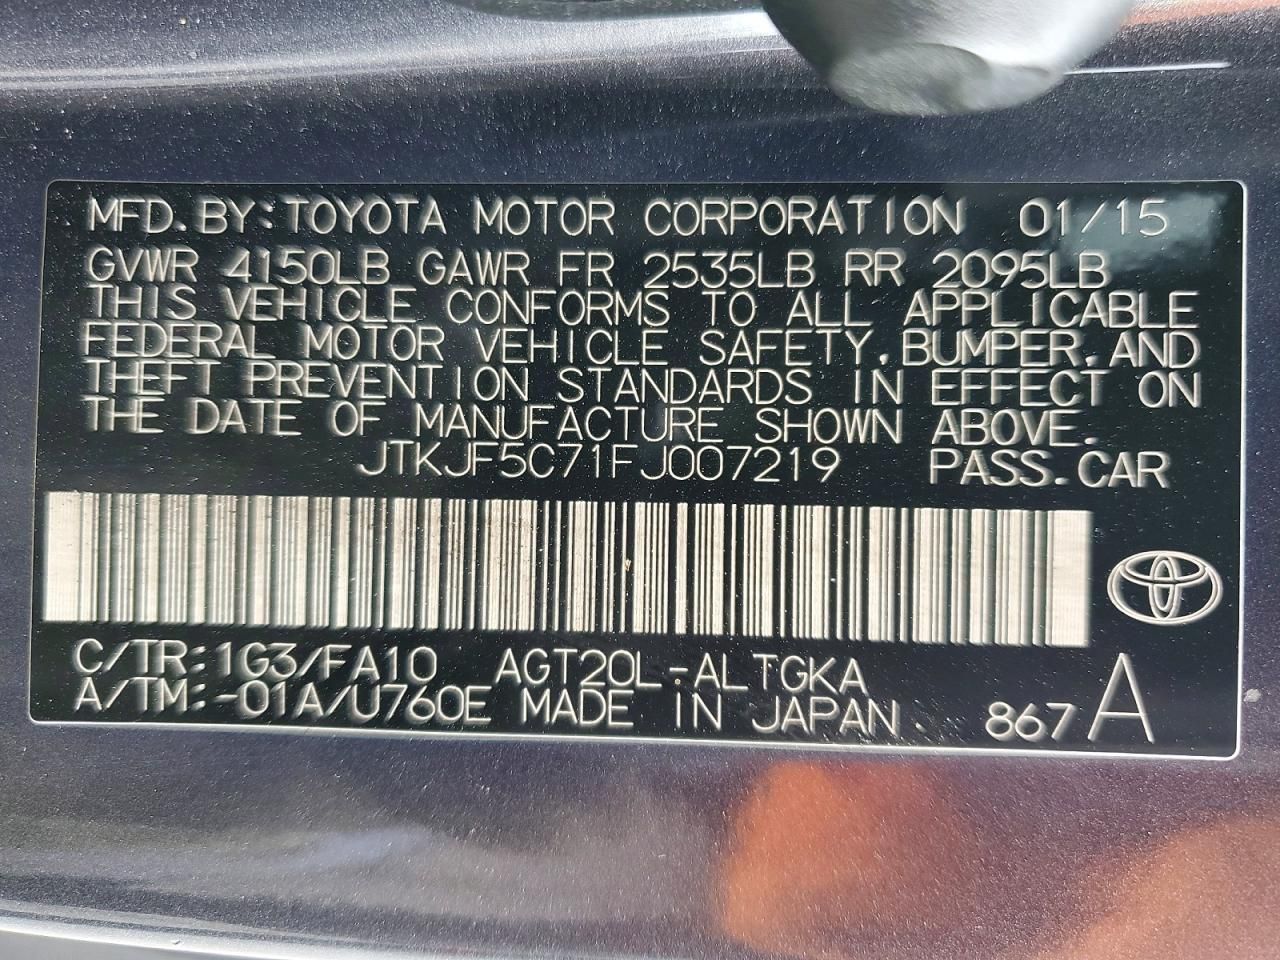 MFD.BY:TOYOTA MOTOR CORPORATION 01/15
GVWR 4150LB GAWR FR 2535LB RR 2095LB
THIS VEHICLE CONFORMS TO ALL APPLICABLE
FEDERAL MOTOR VEHICLE SAFETY,BUMPER,AND
THEFT PREVENTION STANDARDS IN EFFECT ON
THE DATE OF MANUFACTURE SHOWN ABOVE.
JTKJF5C71FJ007219 PASS.CAR
C/TR:1G3/FA10 AGT20L-ALTGKA
A/TM:-01A/U760E MADE IN JAPAN. 867 A